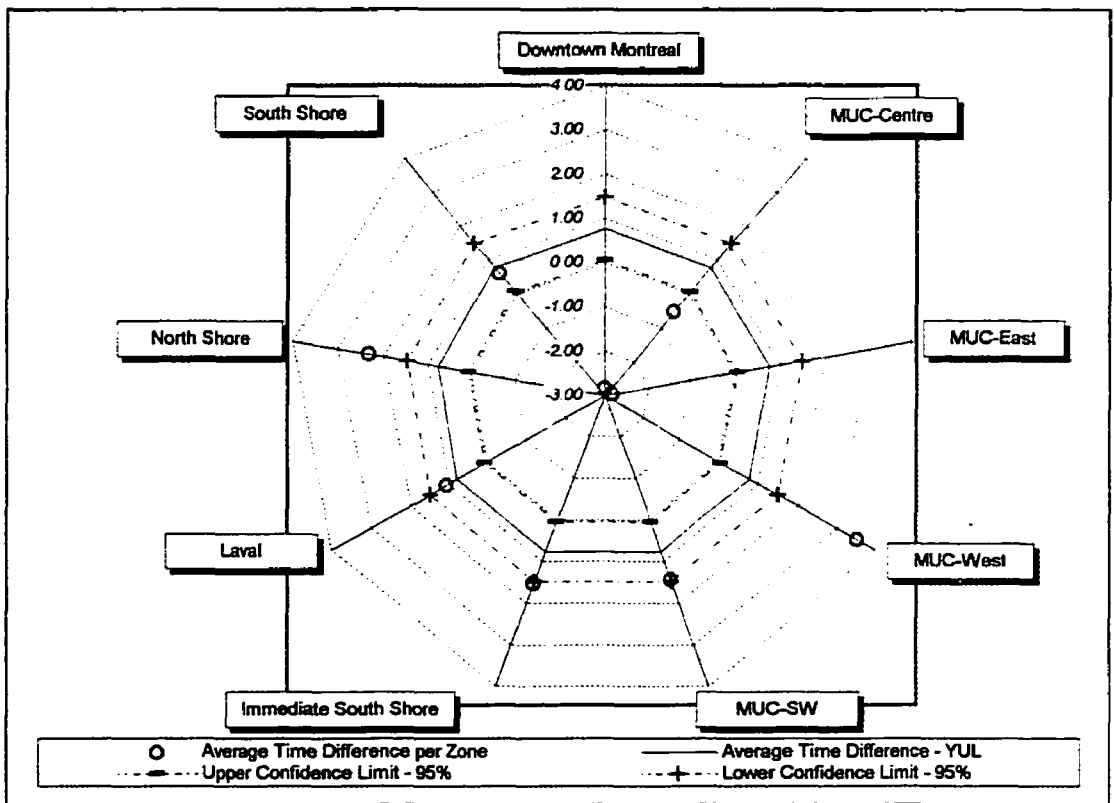 Downtown Montreal
4.00
South Shore
MUC-Centre
3.00
2.00
1.00
0.00
North Shore
MUC-East
-1.00
-2.00
-3.00
Laval
MUC-West
Immediate South Shore
MUC-SW
Average Time Difference per Zone
Average Time Difference - YUL
Upper Confidence Limit - 95%
Lower Confidence Limit - 95%